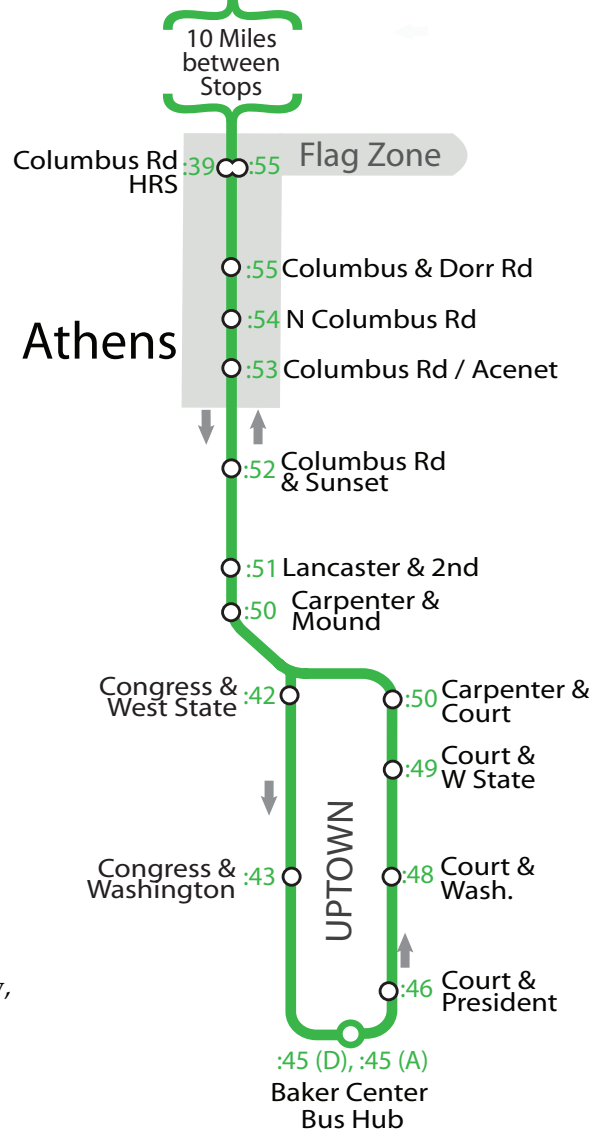 10 Miles
between
Stops
Flag Zone
Columbus Rd
HRS
:39
:55
:55 Columbus & Dorr Rd
:54 N Columbus Rd
Athens
:53 Columbus Rd / Acenet
:52 Columbus Rd
& Sunset
:51 Lancaster & 2nd
:50 Carpenter &
Mound
Congress &
West State
:42
:50 Carpenter &
Court
:49 Court &
W State
UPTOWN
Congress &
Washington
:43
:48 Court &
Wash.
:46 Court &
President
:45 (D), :45 (A)
Baker Center
Bus Hub